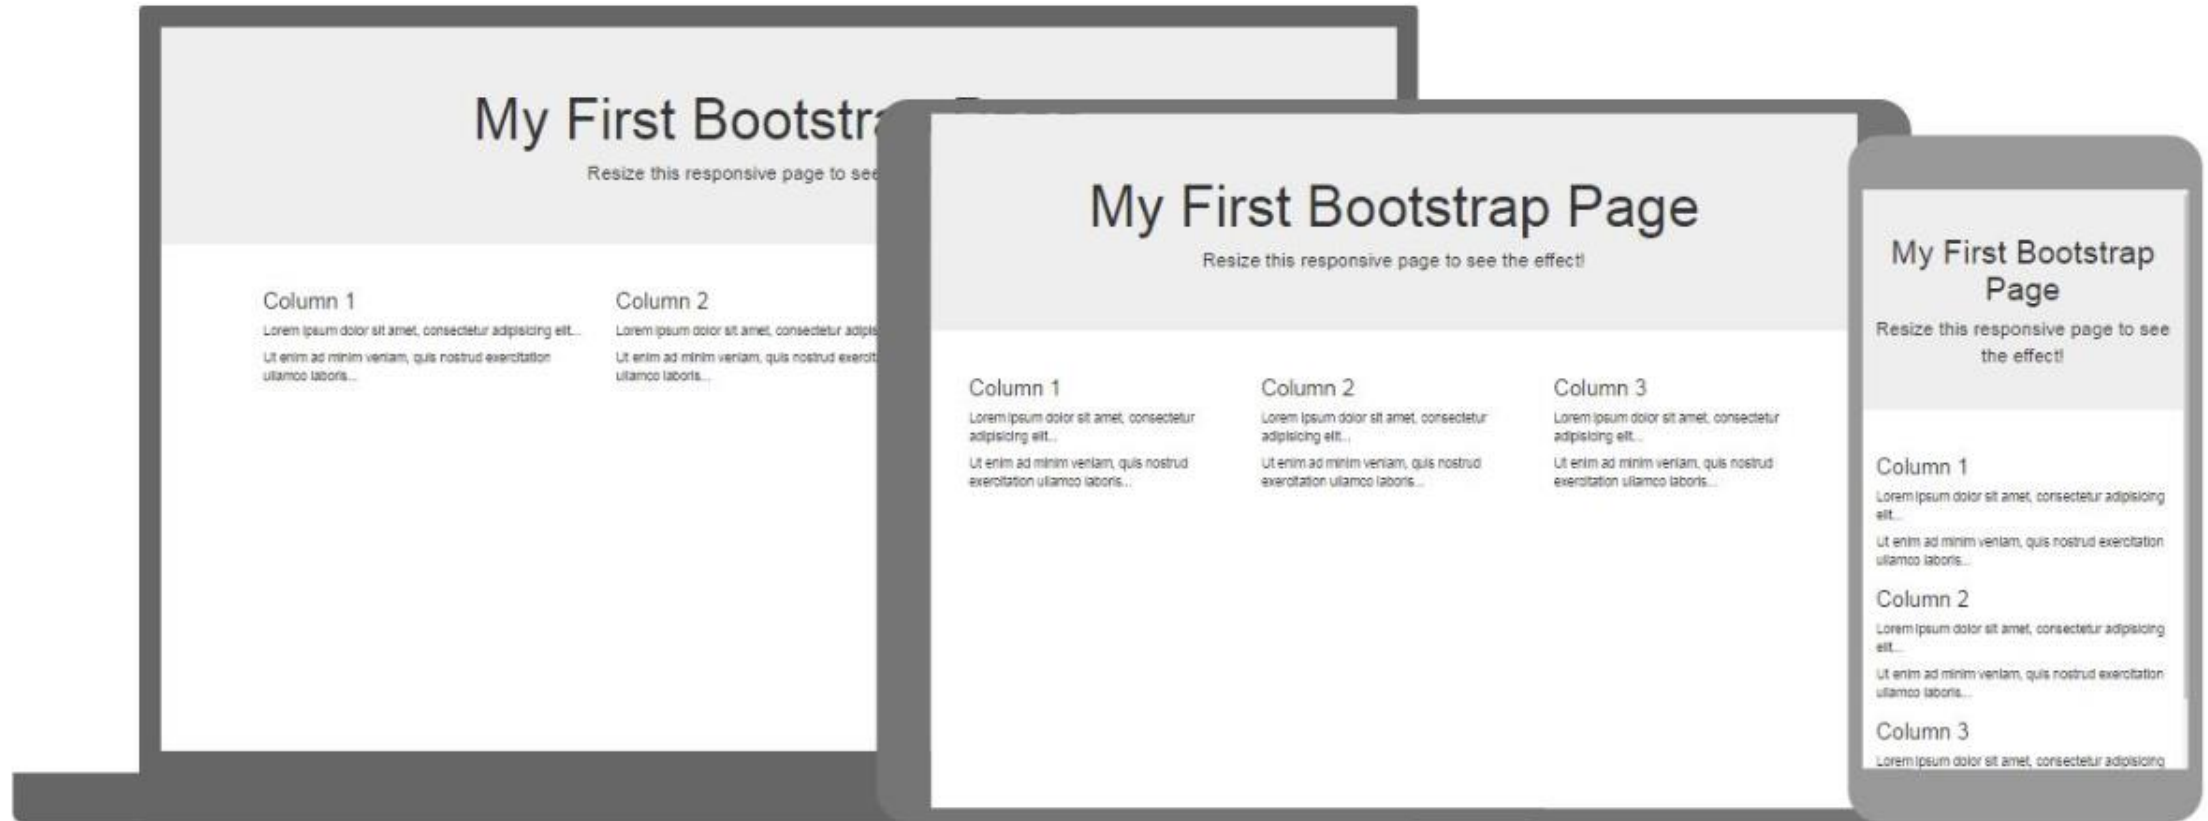 My First Bootstra
Resize this responsive page to see
Column 1
Lorem ipsum dolor sit amet, consectetur adipisicing elit...
Ut enim ad minim veniam, quis nostrud exercitation
ullamco laboris...
Column 2
Lorem ipsum dolor sit amet, consectetur adipis
Ut enim ad minim veniam, quis nostrud exercit
ullamco laboris...
My First Bootstrap Page
Resize this responsive page to see the effect!
Column 1
Lorem ipsum dolor sit amet, consectetur
adipisicing elit...
Ut enim ad minim veniam, quis nostrud
exercitation ullamco laboris...
Column 2
Lorem ipsum dolor sit amet, consectetur
adipisicing elit...
Ut enim ad minim veniam, quis nostrud
exercitation ullamco laboris...
Column 3
Lorem ipsum dolor sit amet, consectetur
adipisicing elit...
Ut enim ad minim veniam, quis nostrud
exercitation ullamco laboris...
My First Bootstrap
Page
Resize this responsive page to see
the effect!
Column 1
Lorem ipsum dolor sit amet, consectetur adipisicing
elit...
Ut enim ad minim veniam, quis nostrud exercitation
ullamco laboris...
Column 2
Lorem ipsum dolor sit amet, consectetur adipisicing
elit...
Ut enim ad minim veniam, quis nostrud exercitation
ullamco laboris...
Column 3
Lorem ipsum dolor sit amet, consectetur adipisicing